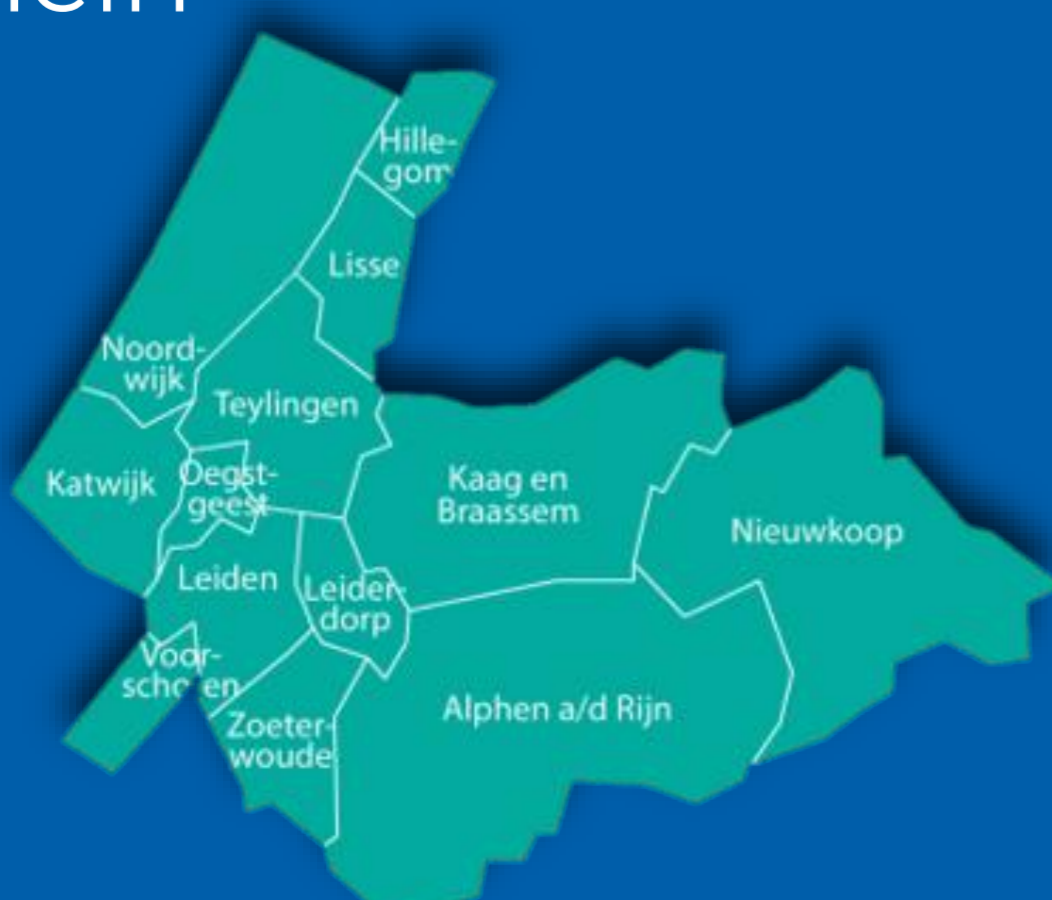 Hille-
gom
Lisse
Noord-
wijk
Teylingen
Katwijk
Oegst-
geest
Kaag en
Braassem
Nieuwkoop
Leiden
Leider-
dorp
Voor-
schoten
Zoeter-
woude
Alphen a/d Rijn